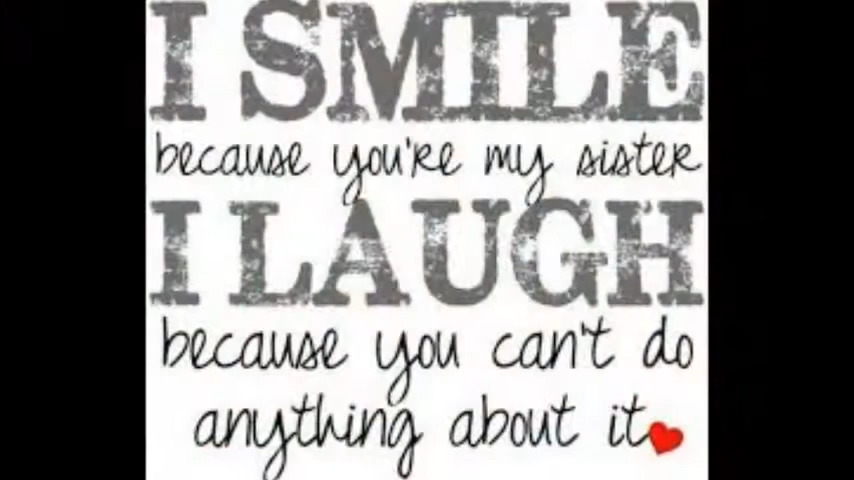 I SMILE
because you're my sister
I LAUGH
because you can't do
anything about it